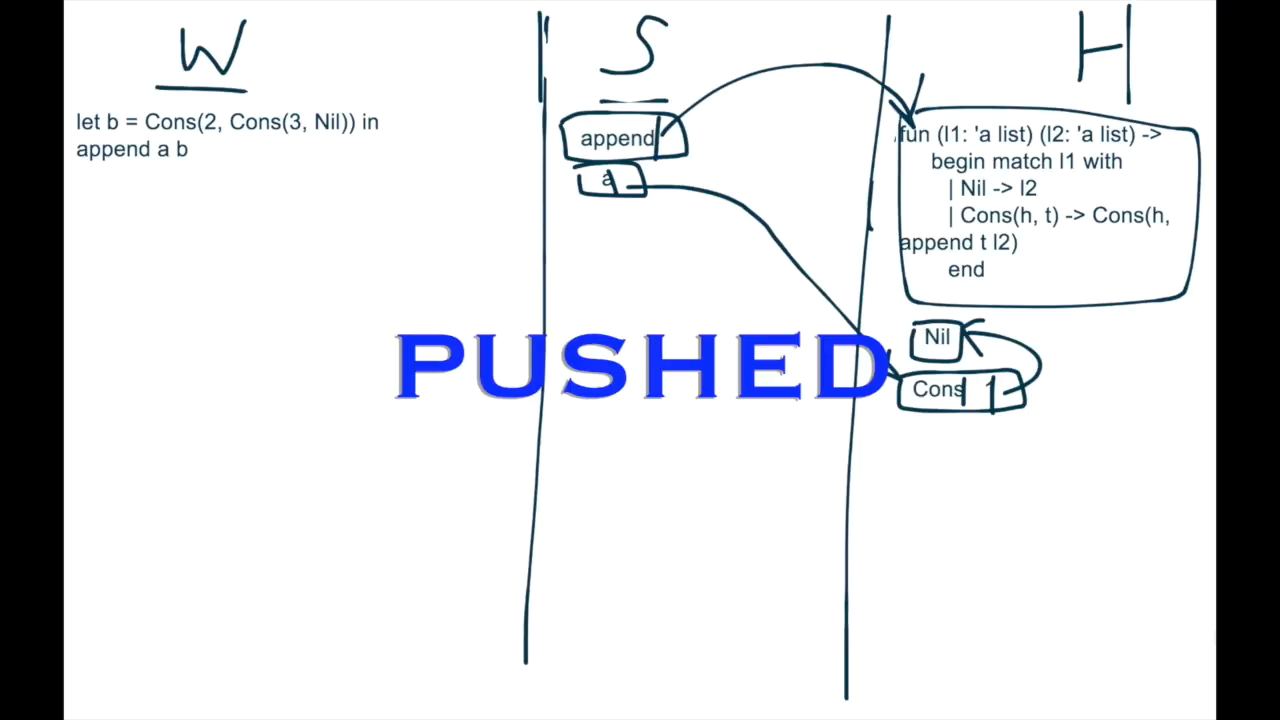 W
S
H
let b = Cons(2, Cons(3, Nil)) in
append a b
append
a
fun (l1: 'a list) (l2: 'a list) ->
begin match l1 with
| Nil -> l2
| Cons(h, t) -> Cons(h,
append t l2)
end
PUSHED
Nil
Cons 1